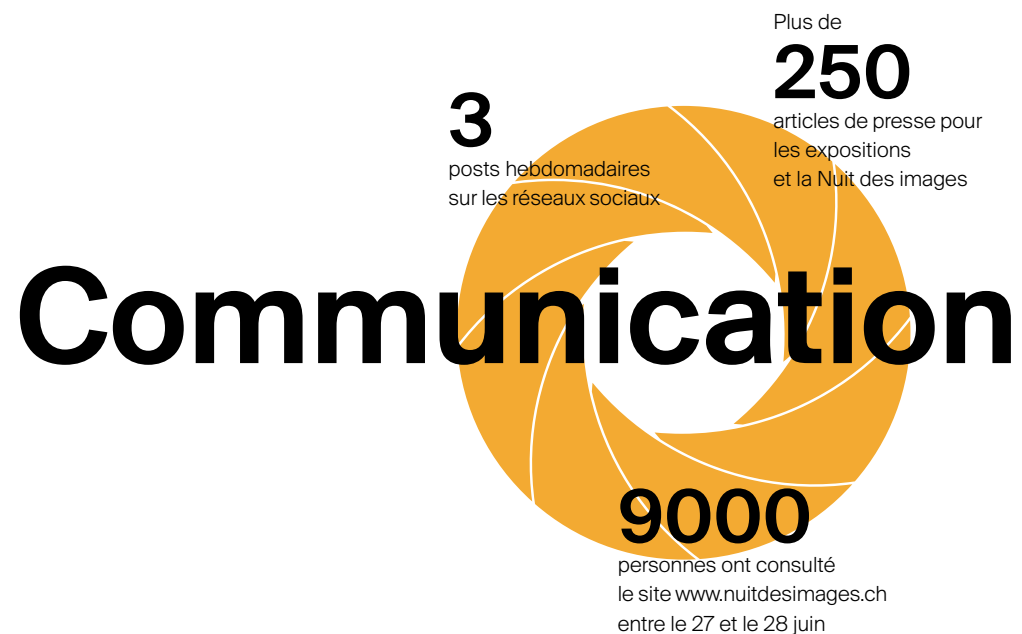 Plus de
250
articles de presse pour
les expositions
et la Nuit des images
3
posts hebdomadaires
sur les réseaux sociaux
Communication
9000
personnes ont consulté
le site www.nuitdesimages.ch
entre le 27 et le 28 juin